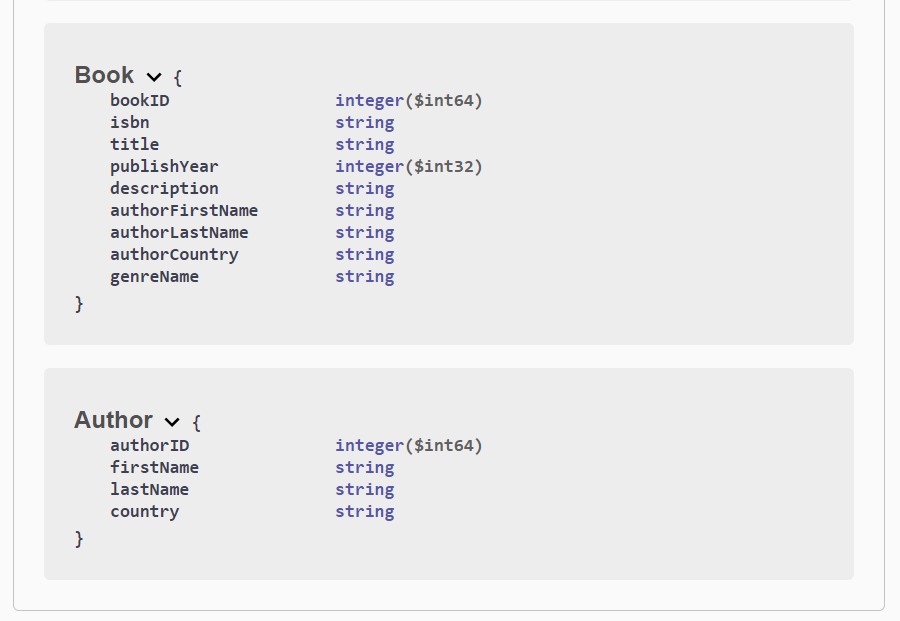 Book {
bookID integer($int64)
isbn string
title string
publishYear integer($int32)
description string
authorFirstName string
authorLastName string
authorCountry string
genreName string
}
Author {
authorID integer($int64)
firstName string
lastName string
country string
}